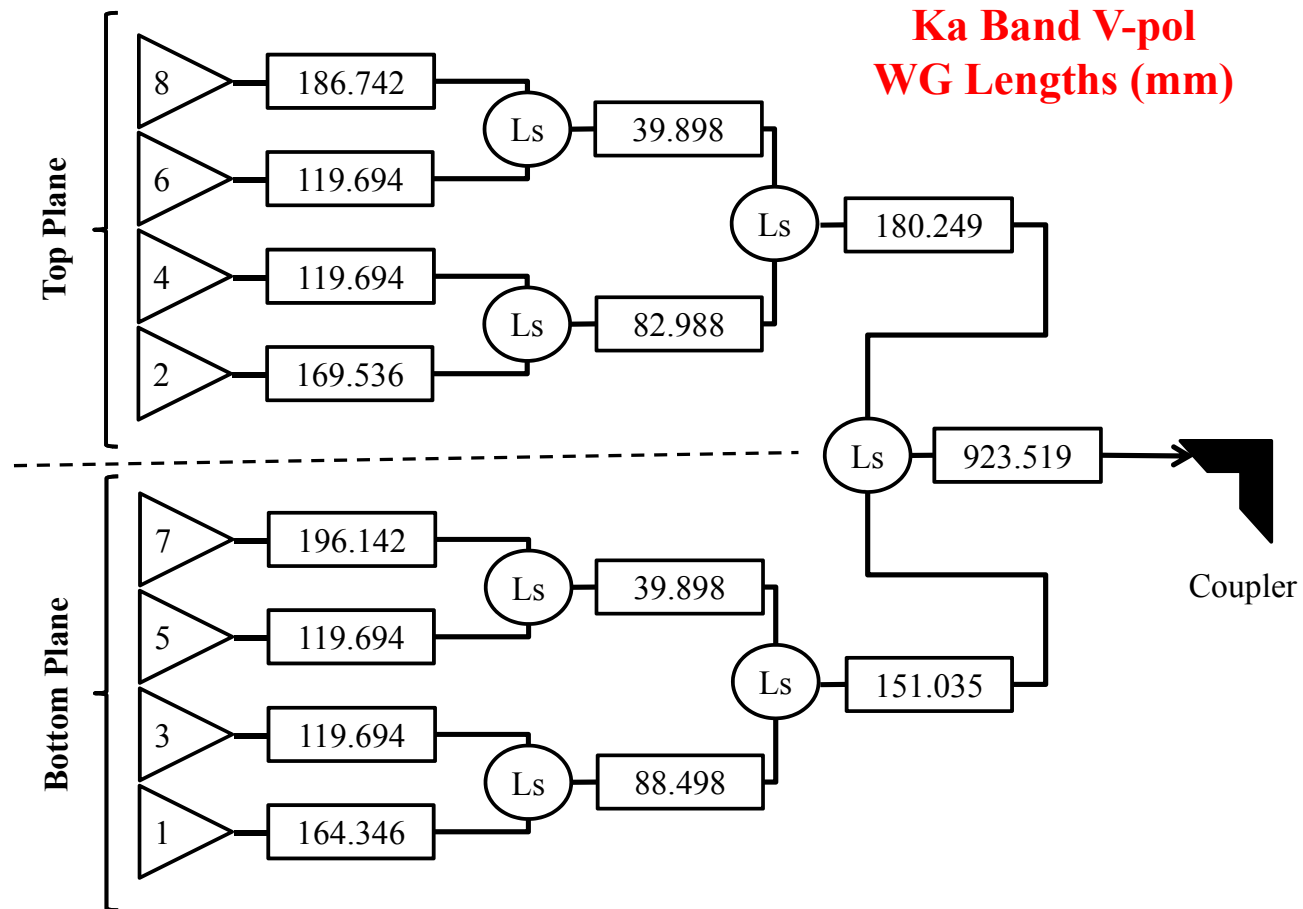 Ka Band V-pol
WG Lengths (mm)
Top Plane
8
186.742
Ls
39.898
6
119.694
Ls
180.249
4
119.694
Ls
82.988
2
169.536
Ls
923.519
Coupler
Bottom Plane
7
196.142
Ls
39.898
5
119.694
Ls
151.035
3
119.694
Ls
88.498
1
164.346